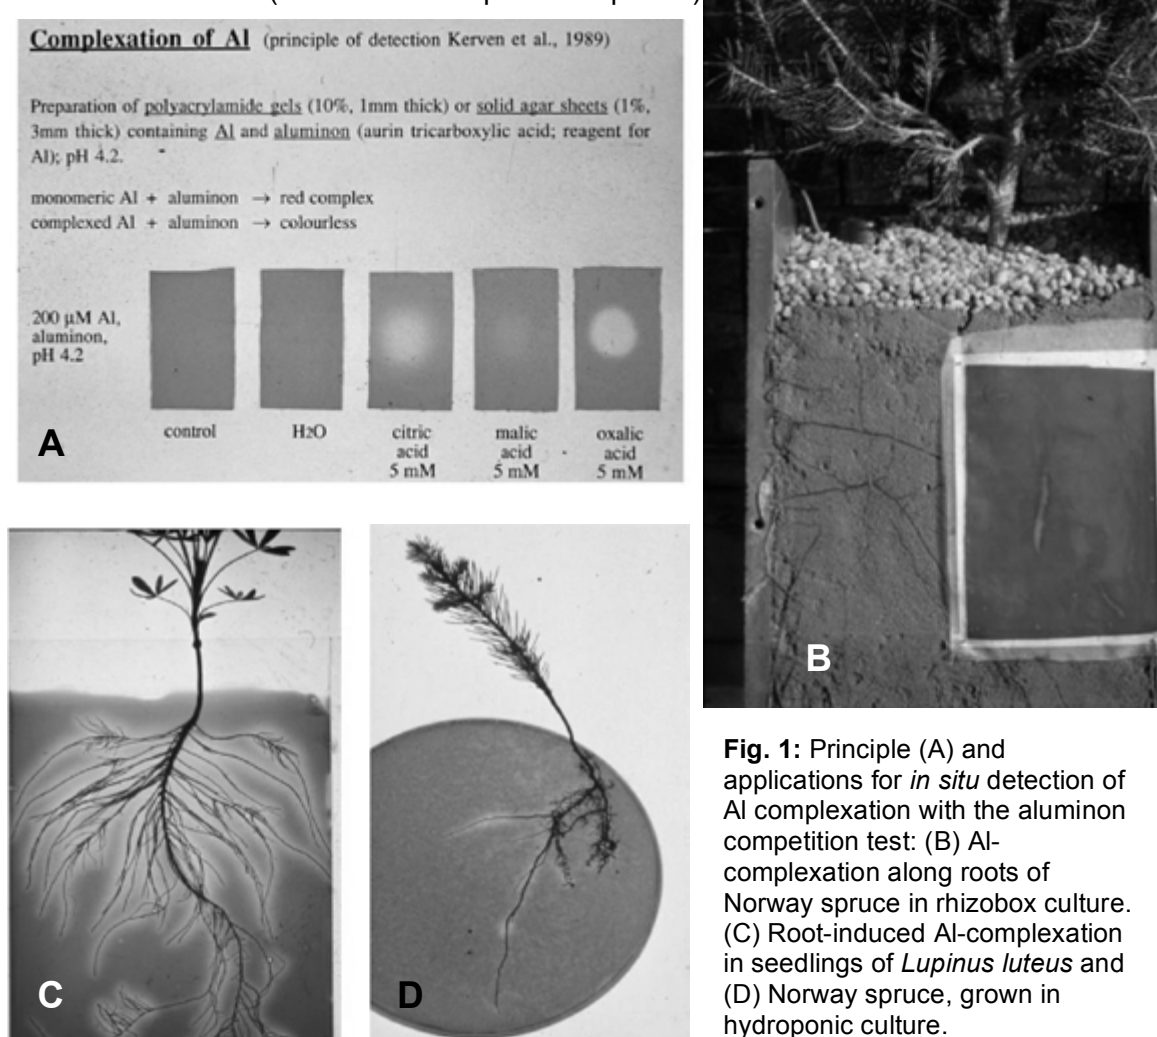 Complexation of Al (principle of detection Kerven et al., 1989)
Preparation of polyacrylamide gels (10%, 1mm thick) or solid agar sheets (1%,
3mm thick) containing Al and aluminon (aurin tricarboxylic acid; reagent for
Al); pH 4.2.
monomeric Al + aluminon → red complex
complexed Al + aluminon → colourless
200 µM Al,
aluminon,
pH 4.2
control
H2O
citric
acid
5 mM
malic
acid
5 mM
oxalic
acid
5 mM
A
B
C
D
Fig. 1: Principle (A) and
applications for in situ detection of
Al complexation with the aluminon
competition test: (B) Al-
complexation along roots of
Norway spruce in rhizobox culture.
(C) Root-induced Al-complexation
in seedlings of Lupinus luteus and
(D) Norway spruce, grown in
hydroponic culture.